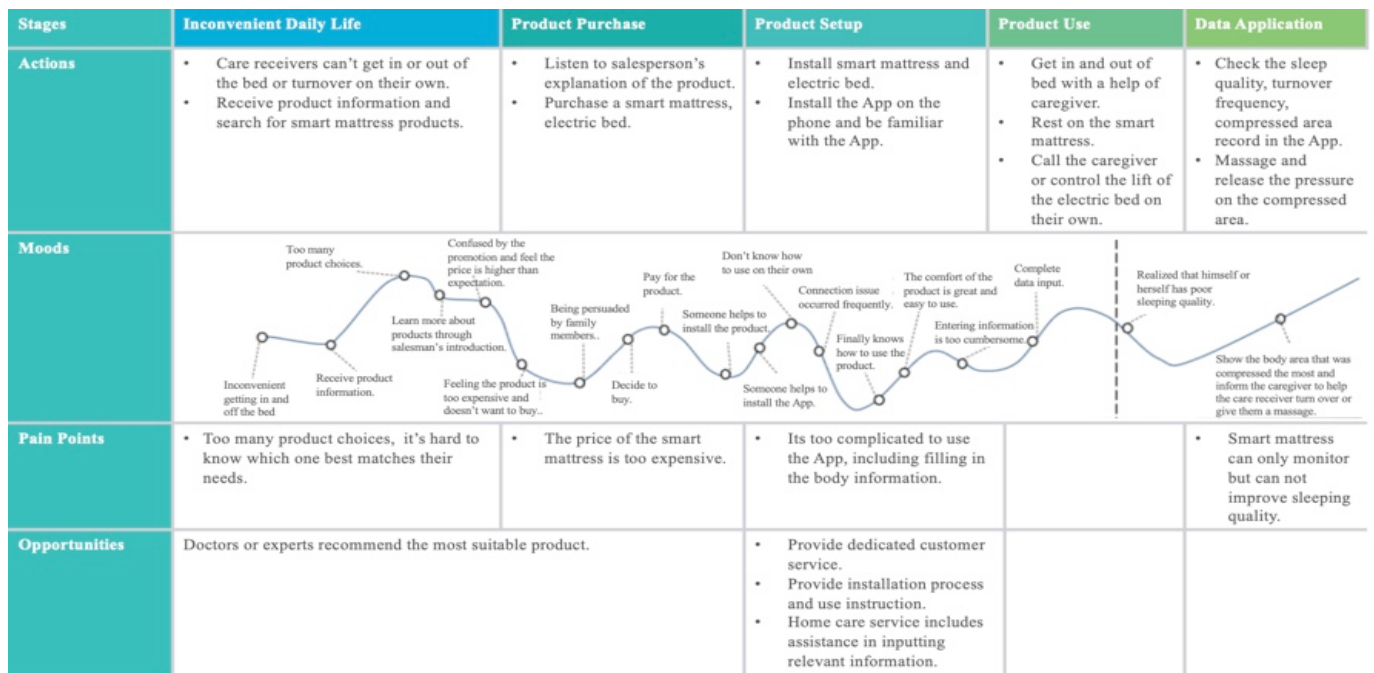 Stages
Inconvenient Daily Life
Product Purchase
Product Setup
Product Use
Data Application
Actions
• Care receivers can't get in or out of
the bed or turnover on their own.
• Receive product information and
search for smart mattress products.
• Listen to salesperson's
explanation of the product.
• Purchase a smart mattress,
electric bed.
• Install smart mattress and
electric bed.
• Install the App on the
phone and be familiar
with the App.
• Get in and out of
bed with a help of
caregiver.
• Rest on the smart
mattress.
• Call the caregiver
or control the lift of
the electric bed on
their own.
• Check the sleep
quality, turnover
frequency,
compressed area
record in the App.
• Massage and
release the pressure
on the compressed
area.
Moods
Inconvenient
getting in and
off the bed
Receive product
information.
Too many
product choices.
Learn more about
products through
salesman's introduction.
Confused by the
promotion and feel the
price is higher than
expectation.
Feeling the product is
too expensive and
doesn't want to buy..
Being persuaded
by family
members..
Decide to
buy.
Pay for the
product.
Someone helps to
install the product.
Someone helps to
install the App.
Don't know how
to use on their own
Connection issue
occurred frequently.
Finally knows
how to use the
product.
The comfort of the
product is great and
easy to use.
Entering information
is too cumbersome.
Complete
data input.
Realized that himself or
herself has poor
sleeping quality.
Show the body area that was
compressed the most and
inform the caregiver to help
the care receiver turn over or
give them a massage.
Pain Points
• Too many product choices, it's hard to
know which one best matches their
needs.
• The price of the smart
mattress is too expensive.
• Its too complicated to use
the App, including filling in
the body information.
• Smart mattress
can only monitor
but can not
improve sleeping
quality.
Opportunities
Doctors or experts recommend the most suitable product.
• Provide dedicated customer
service.
• Provide installation process
and use instruction.
• Home care service includes
assistance in inputting
relevant information.